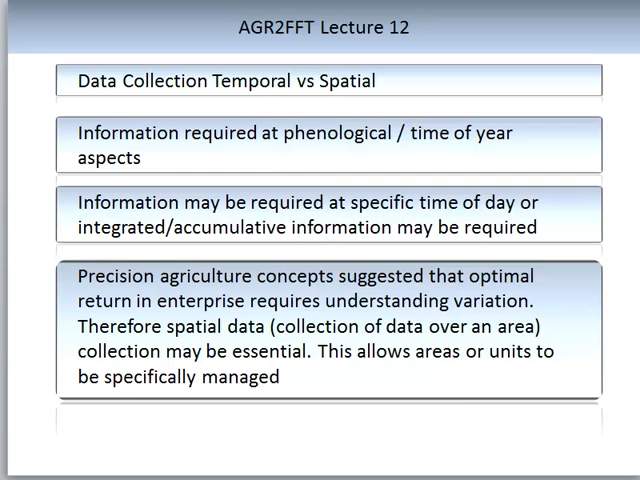 AGR2FFT Lecture 12
Data Collection Temporal vs Spatial
Information required at phenological / time of year
aspects
Information may be required at specific time of day or
integrated/accumulative information may be required
Precision agriculture concepts suggested that optimal
return in enterprise requires understanding variation.
Therefore spatial data (collection of data over an area)
collection may be essential. This allows areas or units to
be specifically managed